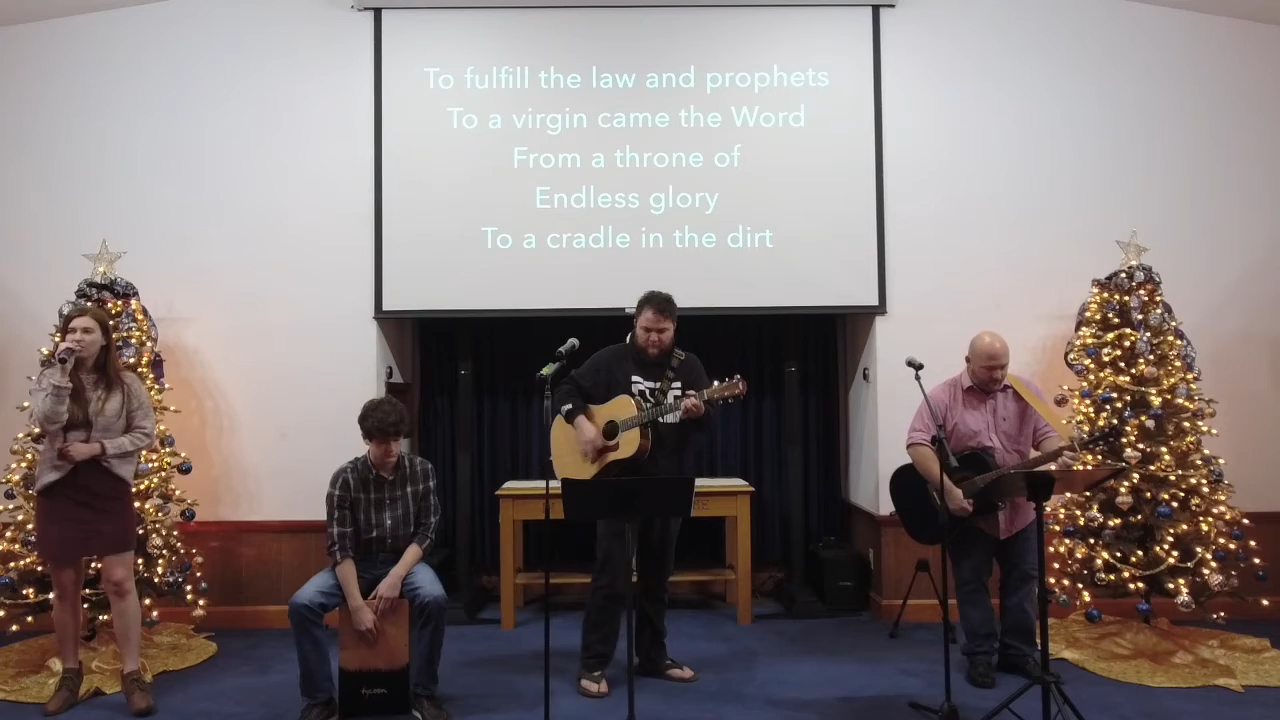 To fulfill the law and prophets
To a virgin came the Word
From a throne of
Endless glory
To a cradle in the dirt
tycoon